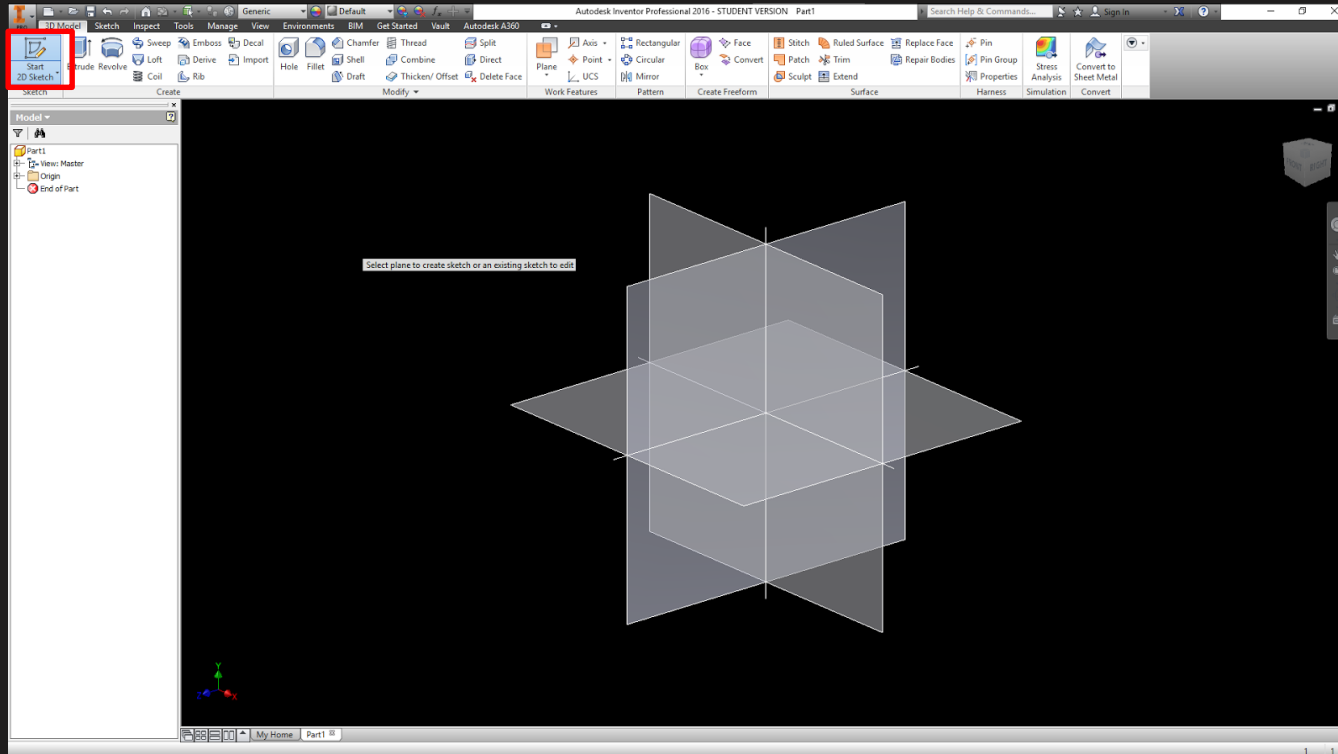 Generic Default Autodesk Inventor Professional 2016 - STUDENT VERSION Part1 Search Help & Commands... Sign In
PRO 3D Model Sketch Inspect Tools Manage View Environments BIM Get Started Vault Autodesk A360
Start
2D Sketch
Extrude
Revolve
Sweep Emboss Decal
Loft Derive Import
Coil Rib
Hole
Fillet
Chamfer Thread Split
Shell Combine Direct
Draft Thicken/ Offset Delete Face
Plane
Axis
Point
UCS
Rectangular
Circular
Mirror
Box
Face
Convert
Stitch Ruled Surface Replace Face
Patch Trim Repair Bodies
Sculpt Extend
Pin
Pin Group
Properties
Stress
Analysis
Convert to
Sheet Metal
Sketch Create Modify Work Features Pattern Create Freeform Surface Harness Simulation Convert
Model
Part1
View: Master
Origin
End of Part
Select plane to create sketch or an existing sketch to edit
FRONT RIGHT
Y
Z X
My Home Part1
1 1